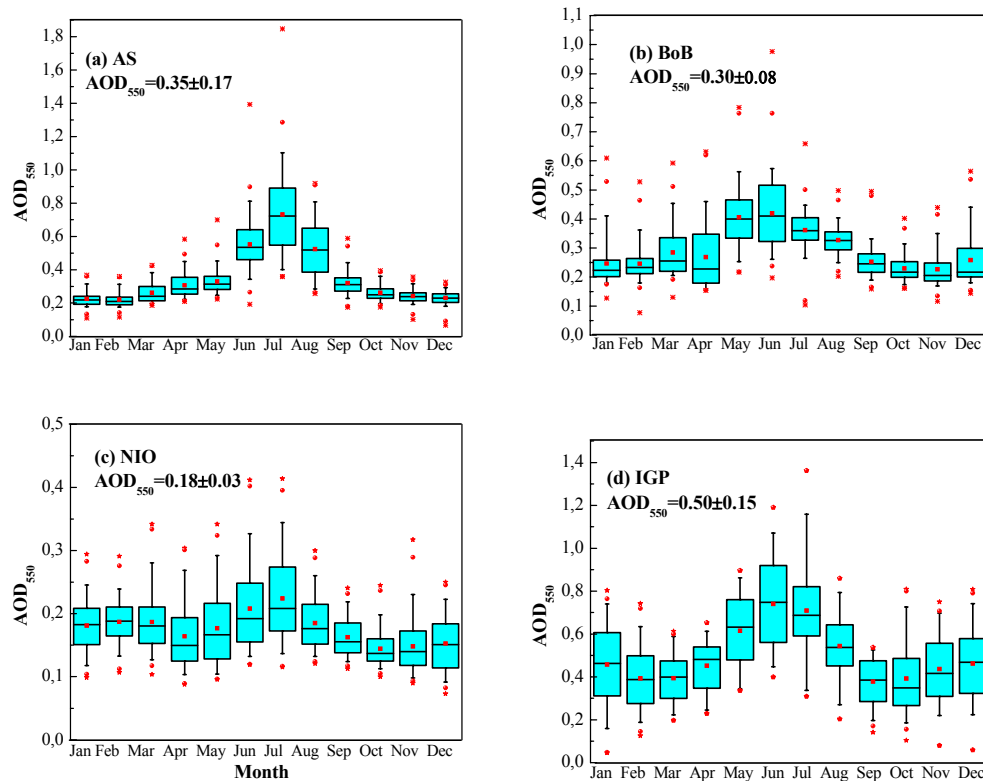 (a) AS
AOD550=0.35±0.17
AOD550
1,8
1,6
1,4
1,2
1,0
0,8
0,6
0,4
0,2
0,0
Jan Feb Mar Apr May Jun Jul Aug Sep Oct Nov Dec
(b) BoB
AOD550=0.30±0.08
AOD550
1,1
1,0
0,9
0,8
0,7
0,6
0,5
0,4
0,3
0,2
0,1
0,0
Jan Feb Mar Apr May Jun Jul Aug Sep Oct Nov Dec
(c) NIO
AOD550=0.18±0.03
AOD550
0,5
0,4
0,3
0,2
0,1
0,0
Jan Feb Mar Apr May Jun Jul Aug Sep Oct Nov Dec
Month
(d) IGP
AOD550=0.50±0.15
AOD550
1,4
1,2
1,0
0,8
0,6
0,4
0,2
0,0
Jan Feb Mar Apr May Jun Jul Aug Sep Oct Nov Dec